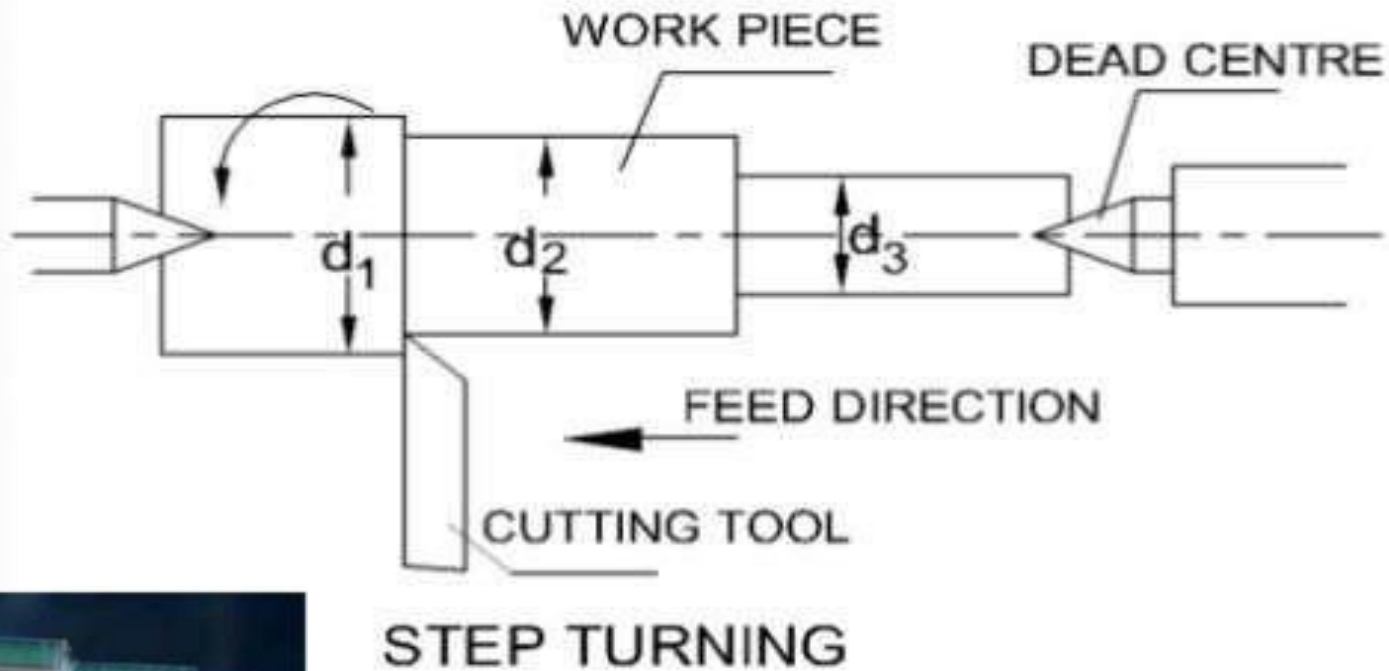 WORK PIECE
DEAD CENTRE
d1
d2
d3
FEED DIRECTION
CUTTING TOOL
STEP TURNING